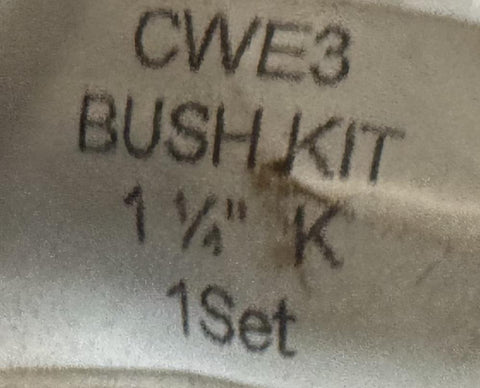 CWE3
BUSH KIT
1 ¼" K
1Set